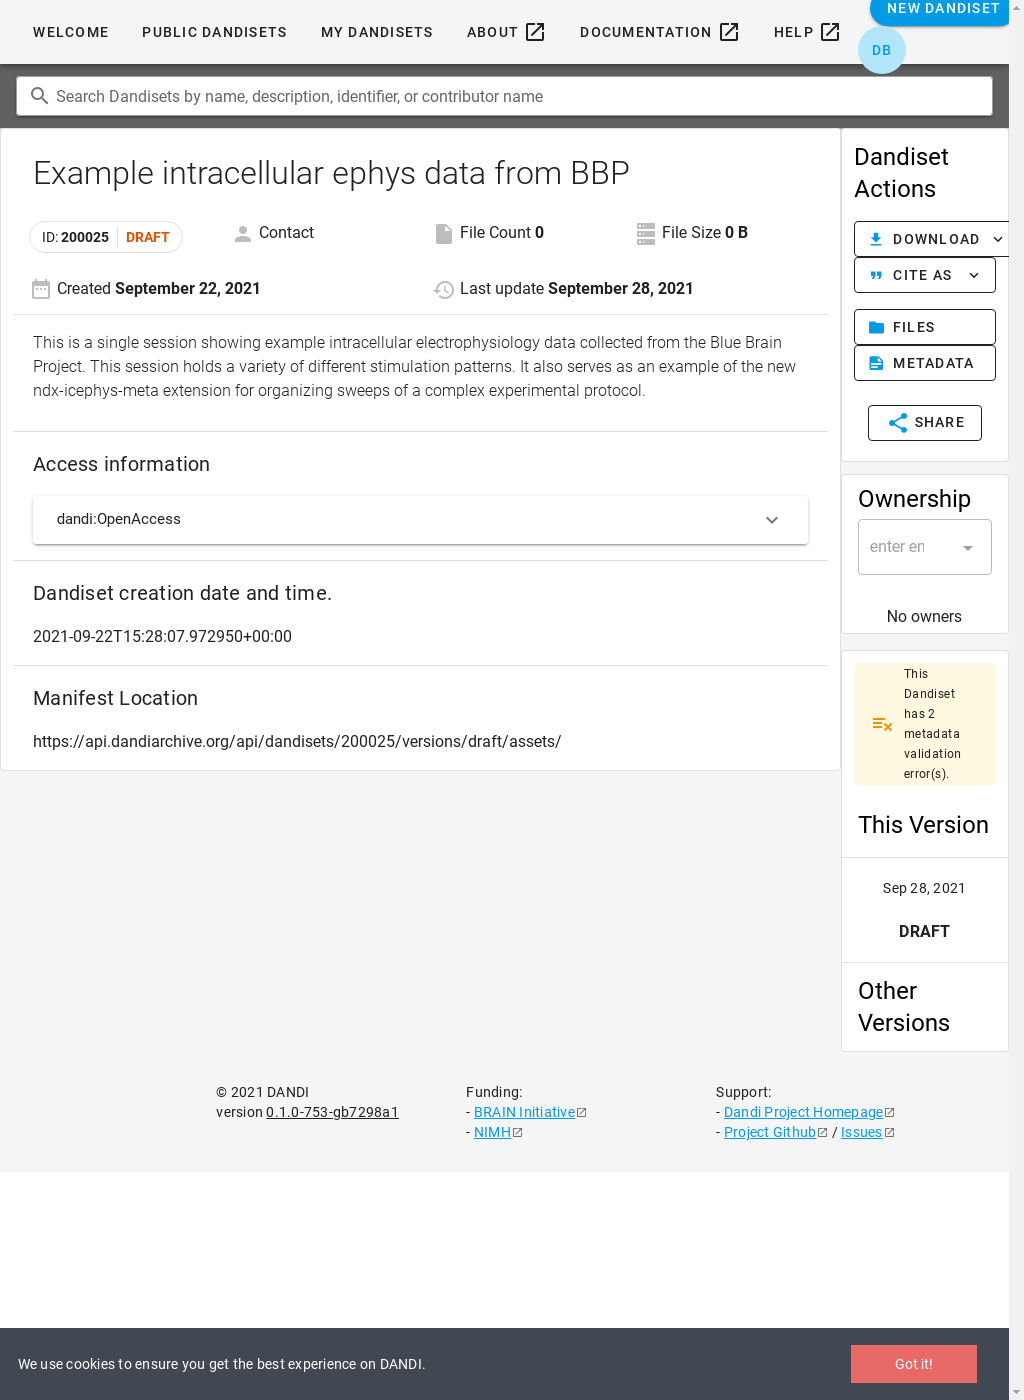 WELCOME PUBLIC DANDISETS MY DANDISETS ABOUT DOCUMENTATION HELP NEW DANDISET
DB
Search Dandisets by name, description, identifier, or contributor name
Example intracellular ephys data from BBP
ID: 200025 DRAFT Contact File Count 0 File Size 0 B
Created September 22, 2021 Last update September 28, 2021
This is a single session showing example intracellular electrophysiology data collected from the Blue Brain
Project. This session holds a variety of different stimulation patterns. It also serves as an example of the new
ndx-icephys-meta extension for organizing sweeps of a complex experimental protocol.
Access information
dandi:OpenAccess
Dandiset creation date and time.
2021-09-22T15:28:07.972950+00:00
Manifest Location
https://api.dandiarchive.org/api/dandisets/200025/versions/draft/assets/
Dandiset
Actions
DOWNLOAD
CITE AS
FILES
METADATA
SHARE
Ownership
enter en
No owners
This
Dandiset
has 2
metadata
validation
error(s).
This Version
Sep 28, 2021
DRAFT
Other
Versions
© 2021 DANDI
version 0.1.0-753-gb7298a1
Funding:
- BRAIN Initiative
- NIMH
Support:
- Dandi Project Homepage
- Project Github / Issues
We use cookies to ensure you get the best experience on DANDI.
Got it!